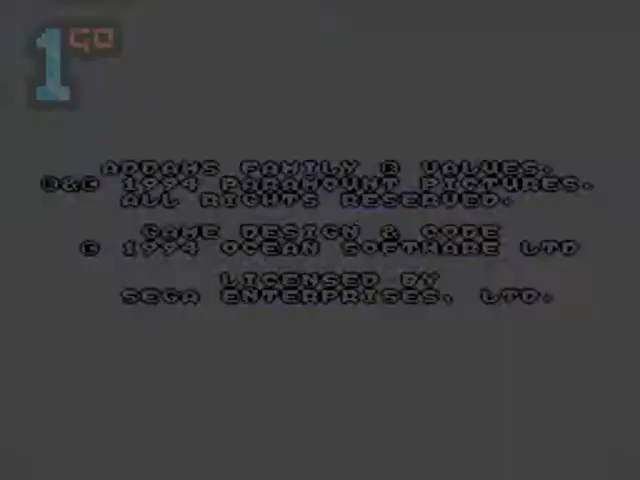 1GO
ADDAMS FAMILY & VALUES.
®&© 1994 PARAMOUNT PICTURES.
ALL RIGHTS RESERVED.
GAME DESIGN & CODE
© 1994 OCEAN SOFTWARE LTD
LICENSED BY
SEGA ENTERPRISES, LTD.